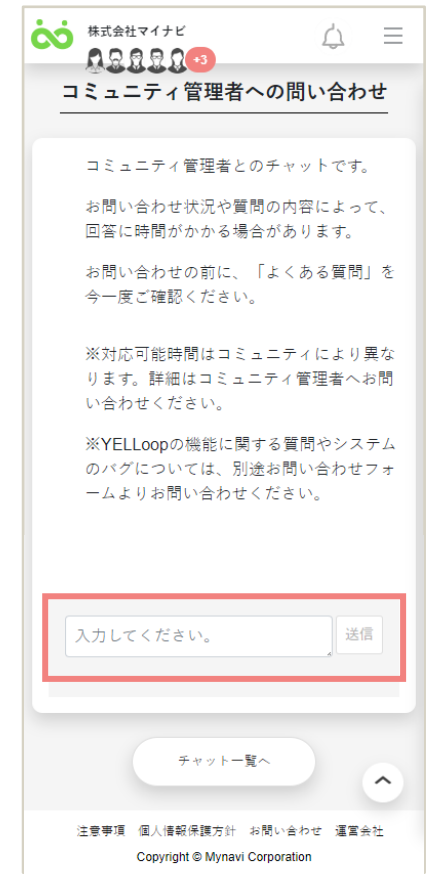 株式会社マイナビ
+3
コミュニティ管理者への問い合わせ
コミュニティ管理者とのチャットです。
お問い合わせ状況や質問の内容によって、
回答に時間がかかる場合があります。
お問い合わせの前に、「よくある質問」を
今一度ご確認ください。
※対応可能時間はコミュニティにより異な
ります。詳細はコミュニティ管理者へお問
い合わせください。
※YELLoopの機能に関する質問やシステム
のバグについては、別途お問い合わせフォ
ームよりお問い合わせください。
入力してください。
送信
チャット一覧へ
注意事項 個人情報保護方針 お問い合わせ 運営会社
Copyright © Mynavi Corporation